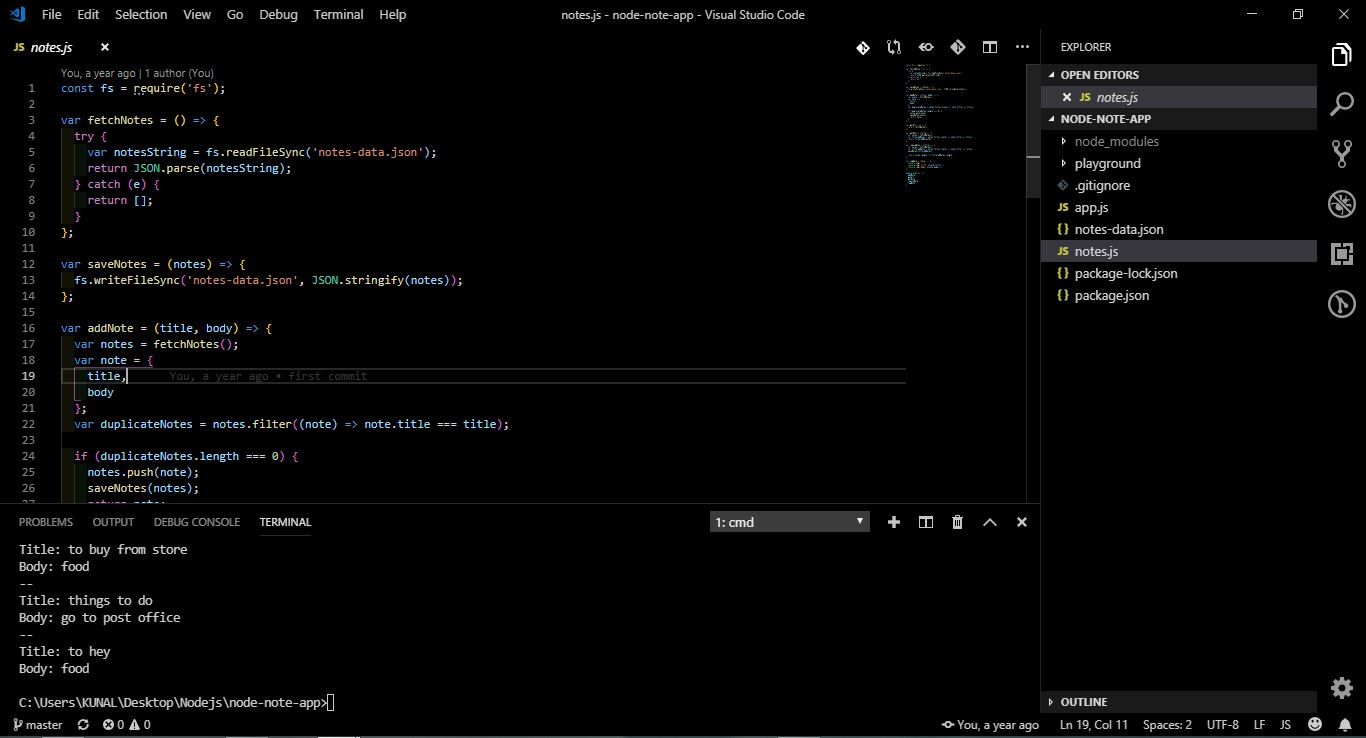 File Edit Selection View Go Debug Terminal Help
notes.js - node-note-app - Visual Studio Code
JS notes.js
You, a year ago | 1 author (You)
1 const fs = require('fs');
2
3 var fetchNotes = () => {
4 try {
5 var notesString = fs.readFileSync('notes-data.json');
6 return JSON.parse(notesString);
7 } catch (e) {
8 return [];
9 }
10 };
11
12 var saveNotes = (notes) => {
13 fs.writeFileSync('notes-data.json', JSON.stringify(notes));
14 };
15
16 var addNote = (title, body) => {
17 var notes = fetchNotes();
18 var note = {
19 title, You, a year ago • first commit
20 body
21 };
22 var duplicateNotes = notes.filter((note) => note.title === title);
23
24 if (duplicateNotes.length === 0) {
25 notes.push(note);
26 saveNotes(notes);
EXPLORER
OPEN EDITORS
JS notes.js
NODE-NOTE-APP
node_modules
playground
.gitignore
JS app.js
{} notes-data.json
JS notes.js
{} package-lock.json
{} package.json
OUTLINE
PROBLEMS OUTPUT DEBUG CONSOLE TERMINAL
1: cmd
Title: to buy from store
Body: food
--
Title: things to do
Body: go to post office
--
Title: to hey
Body: food
C:\Users\KUNAL\Desktop\Nodejs\node-note-app>
master 0 0 You, a year ago Ln 19, Col 11 Spaces: 2 UTF-8 LF JS